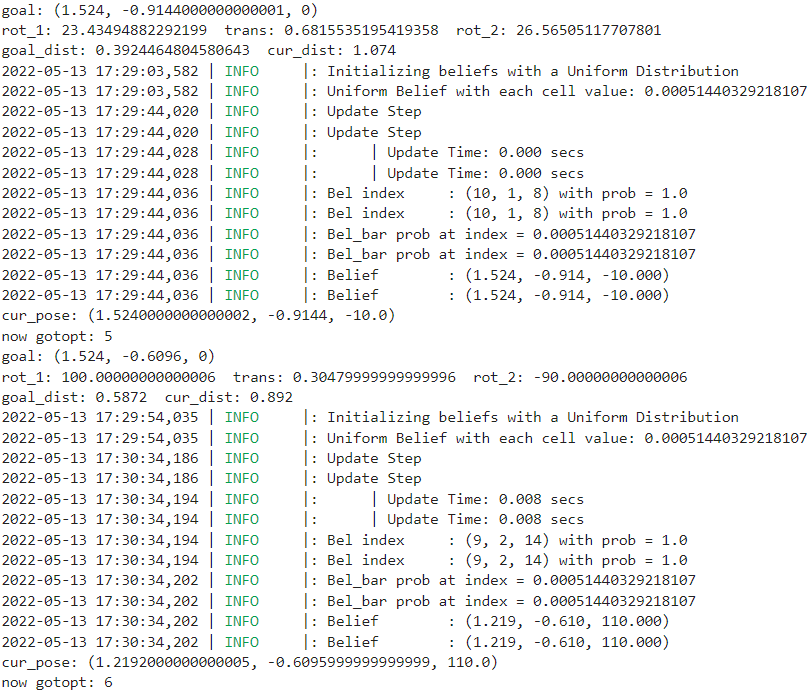 goal: (1.524, -0.9144000000000001, 0)
rot_1: 23.43494882292199  trans: 0.6815535195419358  rot_2: 26.56505117707801
goal_dist: 0.3924464804580643  cur_dist: 1.074
2022-05-13 17:29:03,582 | INFO     |: Initializing beliefs with a Uniform Distribution
2022-05-13 17:29:03,582 | INFO     |: Uniform Belief with each cell value: 0.00051440329218107
2022-05-13 17:29:44,020 | INFO     |: Update Step
2022-05-13 17:29:44,020 | INFO     |: Update Step
2022-05-13 17:29:44,028 | INFO     |:      | Update Time: 0.000 secs
2022-05-13 17:29:44,028 | INFO     |:      | Update Time: 0.000 secs
2022-05-13 17:29:44,036 | INFO     |: Bel index     : (10, 1, 8) with prob = 1.0
2022-05-13 17:29:44,036 | INFO     |: Bel index     : (10, 1, 8) with prob = 1.0
2022-05-13 17:29:44,036 | INFO     |: Bel_bar prob at index = 0.00051440329218107
2022-05-13 17:29:44,036 | INFO     |: Bel_bar prob at index = 0.00051440329218107
2022-05-13 17:29:44,036 | INFO     |: Belief        : (1.524, -0.914, -10.000)
2022-05-13 17:29:44,036 | INFO     |: Belief        : (1.524, -0.914, -10.000)
cur_pose: (1.5240000000000002, -0.9144, -10.0)
now gotopt: 5
goal: (1.524, -0.6096, 0)
rot_1: 100.00000000000006  trans: 0.30479999999999996  rot_2: -90.00000000000006
goal_dist: 0.5872  cur_dist: 0.892
2022-05-13 17:29:54,035 | INFO     |: Initializing beliefs with a Uniform Distribution
2022-05-13 17:29:54,035 | INFO     |: Uniform Belief with each cell value: 0.00051440329218107
2022-05-13 17:30:34,186 | INFO     |: Update Step
2022-05-13 17:30:34,186 | INFO     |: Update Step
2022-05-13 17:30:34,194 | INFO     |:      | Update Time: 0.008 secs
2022-05-13 17:30:34,194 | INFO     |:      | Update Time: 0.008 secs
2022-05-13 17:30:34,194 | INFO     |: Bel index     : (9, 2, 14) with prob = 1.0
2022-05-13 17:30:34,194 | INFO     |: Bel index     : (9, 2, 14) with prob = 1.0
2022-05-13 17:30:34,202 | INFO     |: Bel_bar prob at index = 0.00051440329218107
2022-05-13 17:30:34,202 | INFO     |: Bel_bar prob at index = 0.00051440329218107
2022-05-13 17:30:34,202 | INFO     |: Belief        : (1.219, -0.610, 110.000)
2022-05-13 17:30:34,202 | INFO     |: Belief        : (1.219, -0.610, 110.000)
cur_pose: (1.2192000000000005, -0.6095999999999999, 110.0)
now gotopt: 6